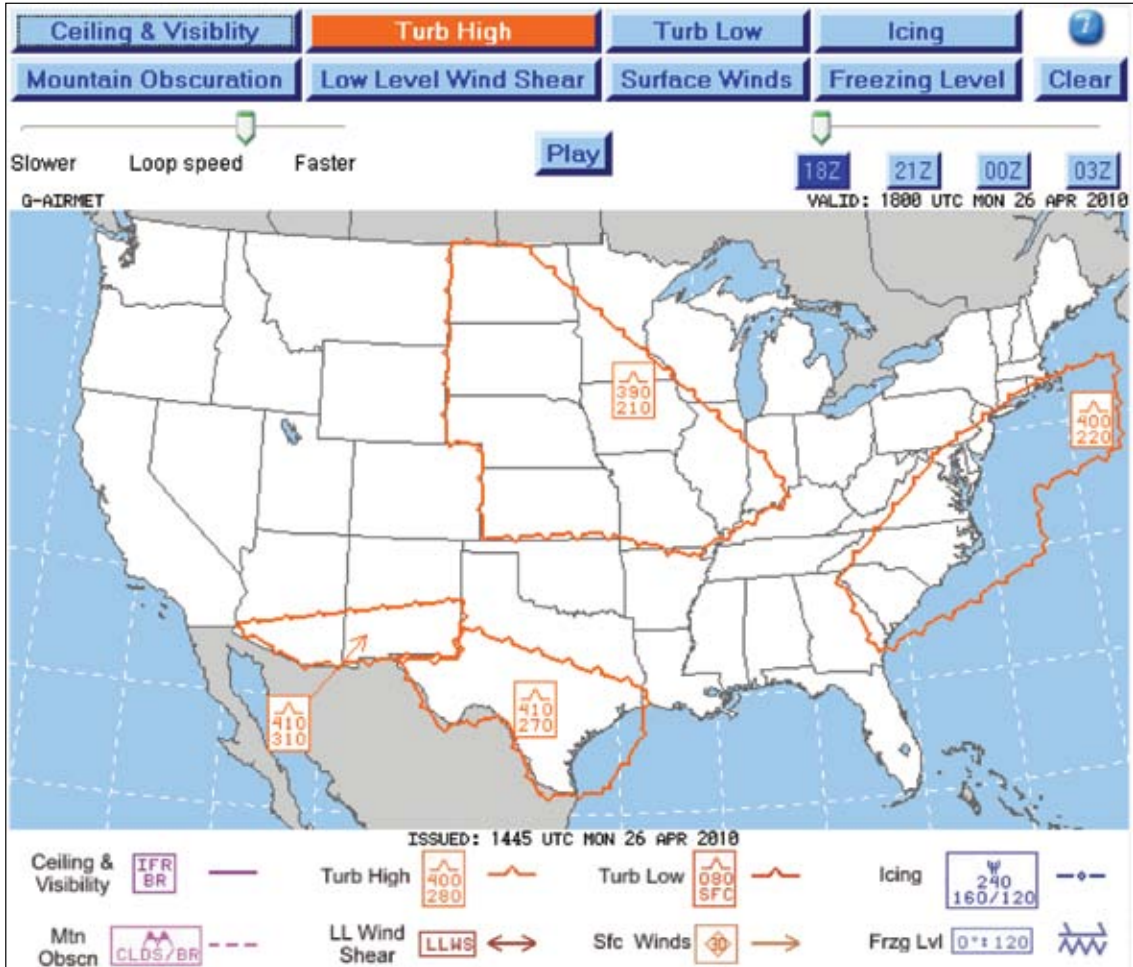 Ceiling & Visiblity
Turb High
Turb Low
Icing
?
Mountain Obscuration
Low Level Wind Shear
Surface Winds
Freezing Level
Clear
Slower
Loop speed
Faster
Play
18Z
21Z
00Z
03Z
G-AIRMET
VALID: 1800 UTC MON 26 APR 2010
390
210
400
220
410
310
410
270
ISSUED: 1445 UTC MON 26 APR 2010
Ceiling &
Visibility
IFR
BR
Turb High
400
280
Turb Low
080
SFC
Icing
240
160/120
Mtn
Obscn
CLDS/BR
LL Wind
Shear
LLWS
Sfc Winds
30
Frzg Lvl
0°: 120